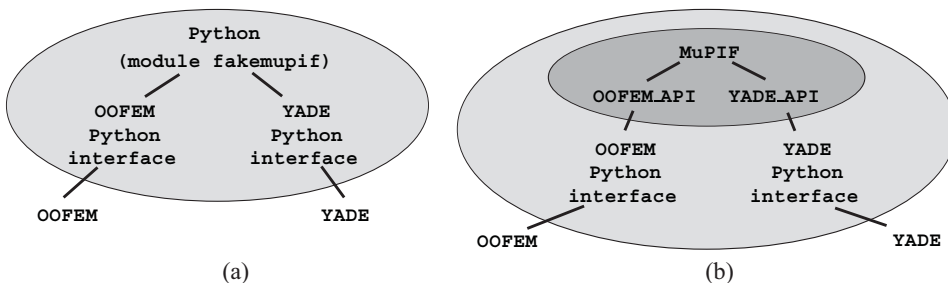 Python
(module fakemupif)
OOFEM
Python
interface
YADE
Python
interface
OOFEM
YADE
(a)
MuPIF
OOFEM_API
YADE_API
OOFEM
Python
interface
YADE
Python
interface
OOFEM
YADE
(b)